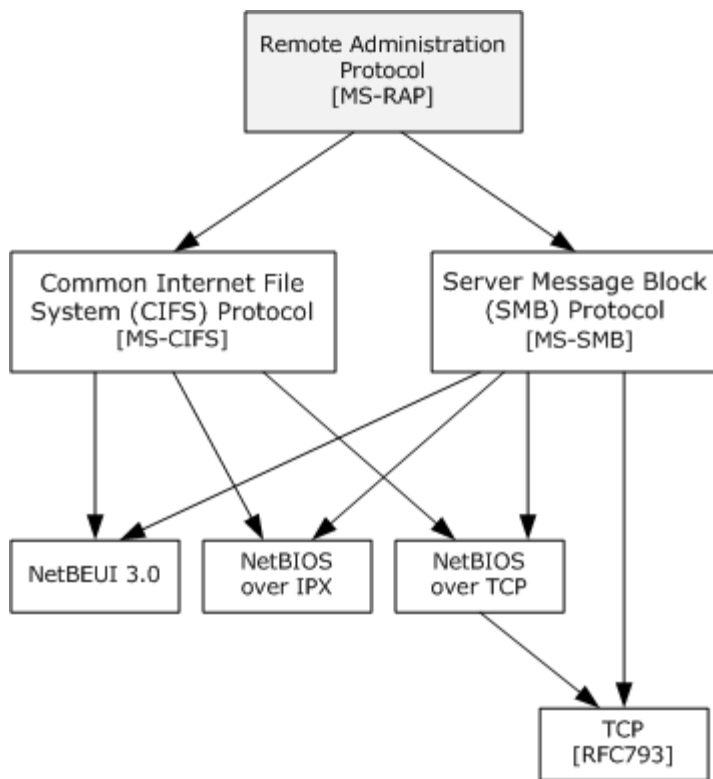 Remote Administration
Protocol
[MS-RAP]
Common Internet File
System (CIFS) Protocol
[MS-CIFS]
Server Message Block
(SMB) Protocol
[MS-SMB]
NetBEUI 3.0
NetBIOS
over IPX
NetBIOS
over TCP
TCP
[RFC793]